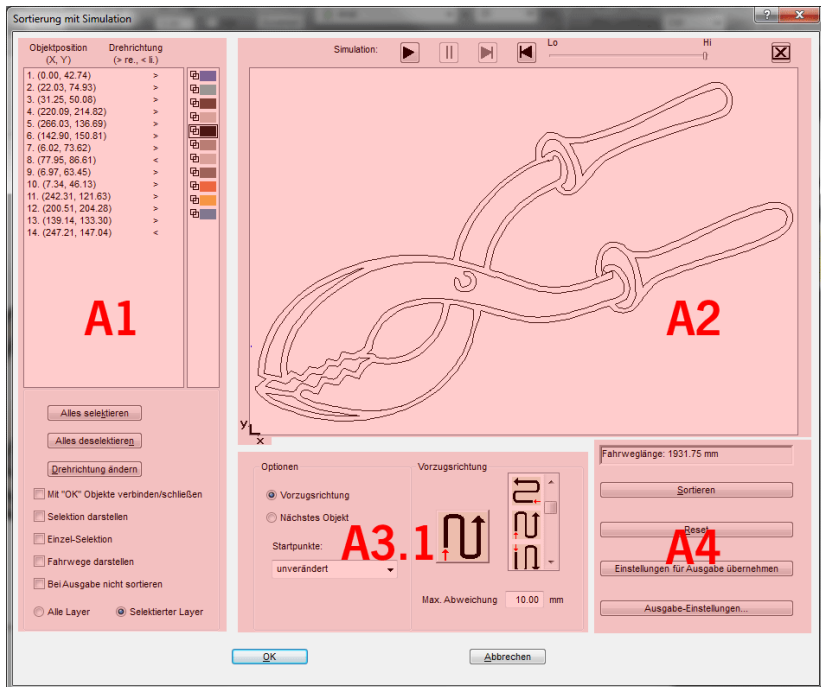 Sortierung mit Simulation
?
Objektposition Drehrichtung
(X, Y) (> re., < li.)
1. (0.00, 42.74) >
2. (22.03, 74.93) >
3. (31.25, 50.08) >
4. (220.09, 214.82) >
5. (266.03, 136.69) >
6. (142.90, 150.81) >
7. (6.02, 73.62) >
8. (77.95, 86.61) <
9. (6.97, 63.45) >
10. (7.34, 46.13) >
11. (242.31, 121.63) >
12. (200.51, 204.28) >
13. (139.14, 133.30) >
14. (247.21, 147.04) <
A1
Alles selektieren
Alles deselektieren
Drehrichtung ändern
Mit "OK" Objekte verbinden/schließen
Selektion darstellen
Einzel-Selektion
Fahrwege darstellen
Bei Ausgabe nicht sortieren
Alle Layer Selektierter Layer
Simulation: Lo Hi
A2
y
x
Optionen
Vorzugsrichtung
Nächstes Objekt
Startpunkte:
unverändert
A3.1
Vorzugsrichtung
Max. Abweichung 10.00 mm
Fahrweglänge: 1931.75 mm
Sortieren
Reset
A4
Einstellungen für Ausgabe übernehmen
Ausgabe-Einstellungen...
OK Abbrechen